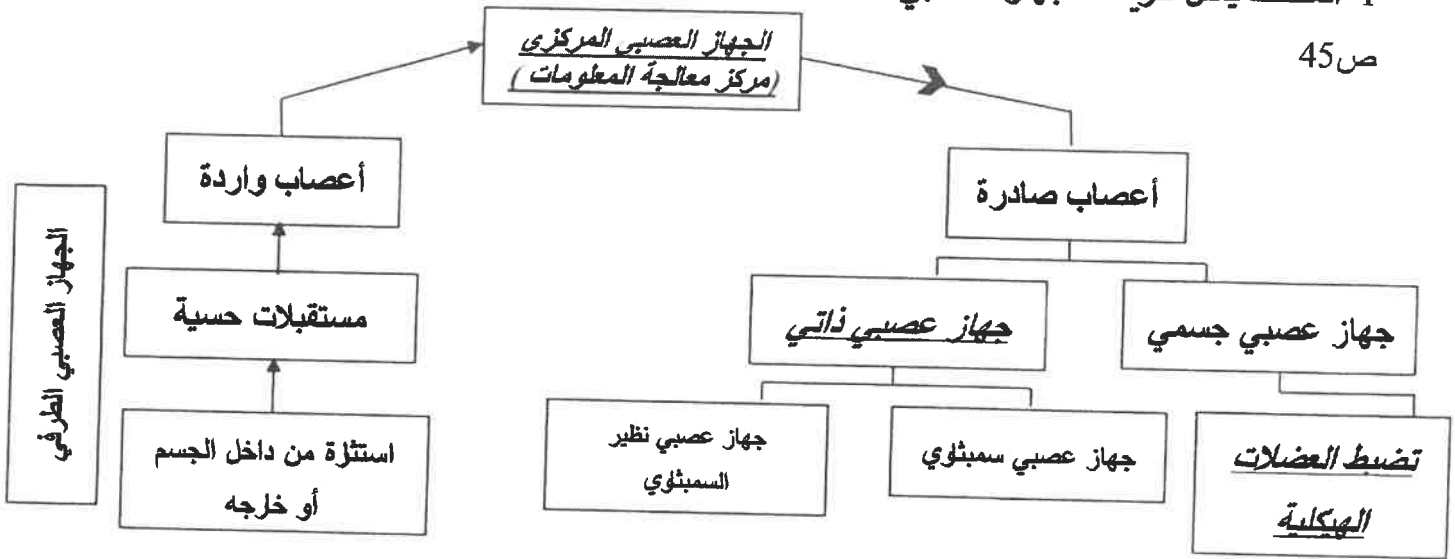 ص45
الجهاز العصبي المركزي
(مركز معالجة المعلومات)
أعصاب واردة
أعصاب صادرة
الجهاز العصبي الطرفي
مستقبلات حسية
جهاز عصبي ذاتي
جهاز عصبي جسمي
استثارة من داخل الجسم
أو خارجه
جهاز عصبي نظير
السمبثاوي
جهاز عصبي سمبثاوي
تضبط العضلات
الهيكلية